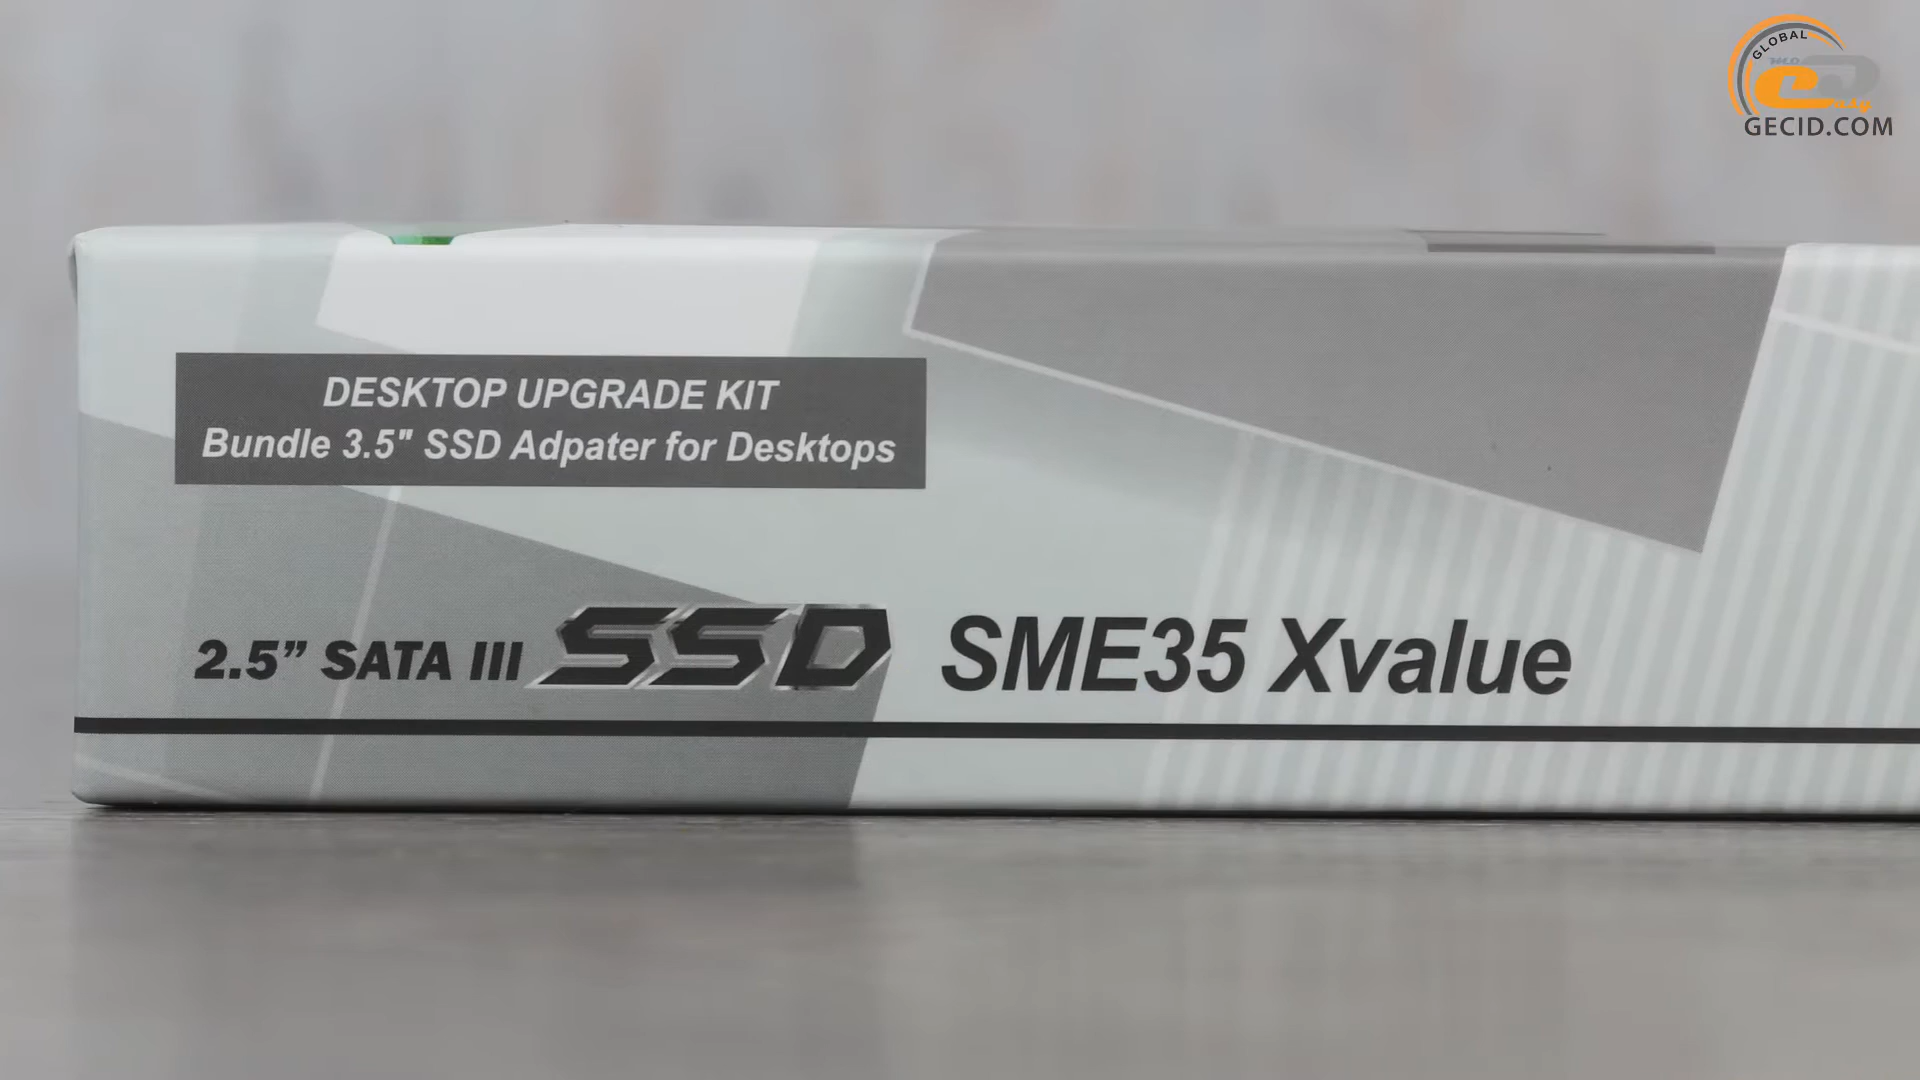 GLOBAL
GECID.COM
DESKTOP UPGRADE KIT
Bundle 3.5" SSD Adpater for Desktops
2.5” SATA III SSD SME35 Xvalue